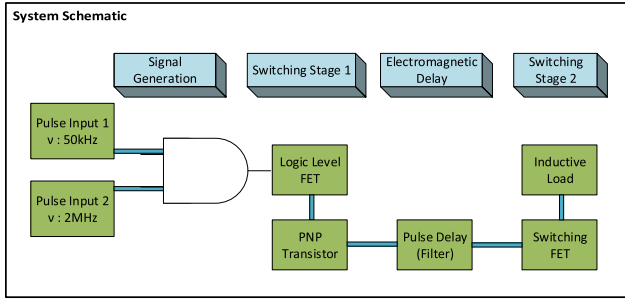 System Schematic
Signal
Generation
Switching Stage 1
Electromagnetic
Delay
Switching
Stage 2
Pulse Input 1
ν : 50kHz
Pulse Input 2
ν : 2MHz
Logic Level
FET
Inductive
Load
PNP
Transistor
Pulse Delay
(Filter)
Switching
FET